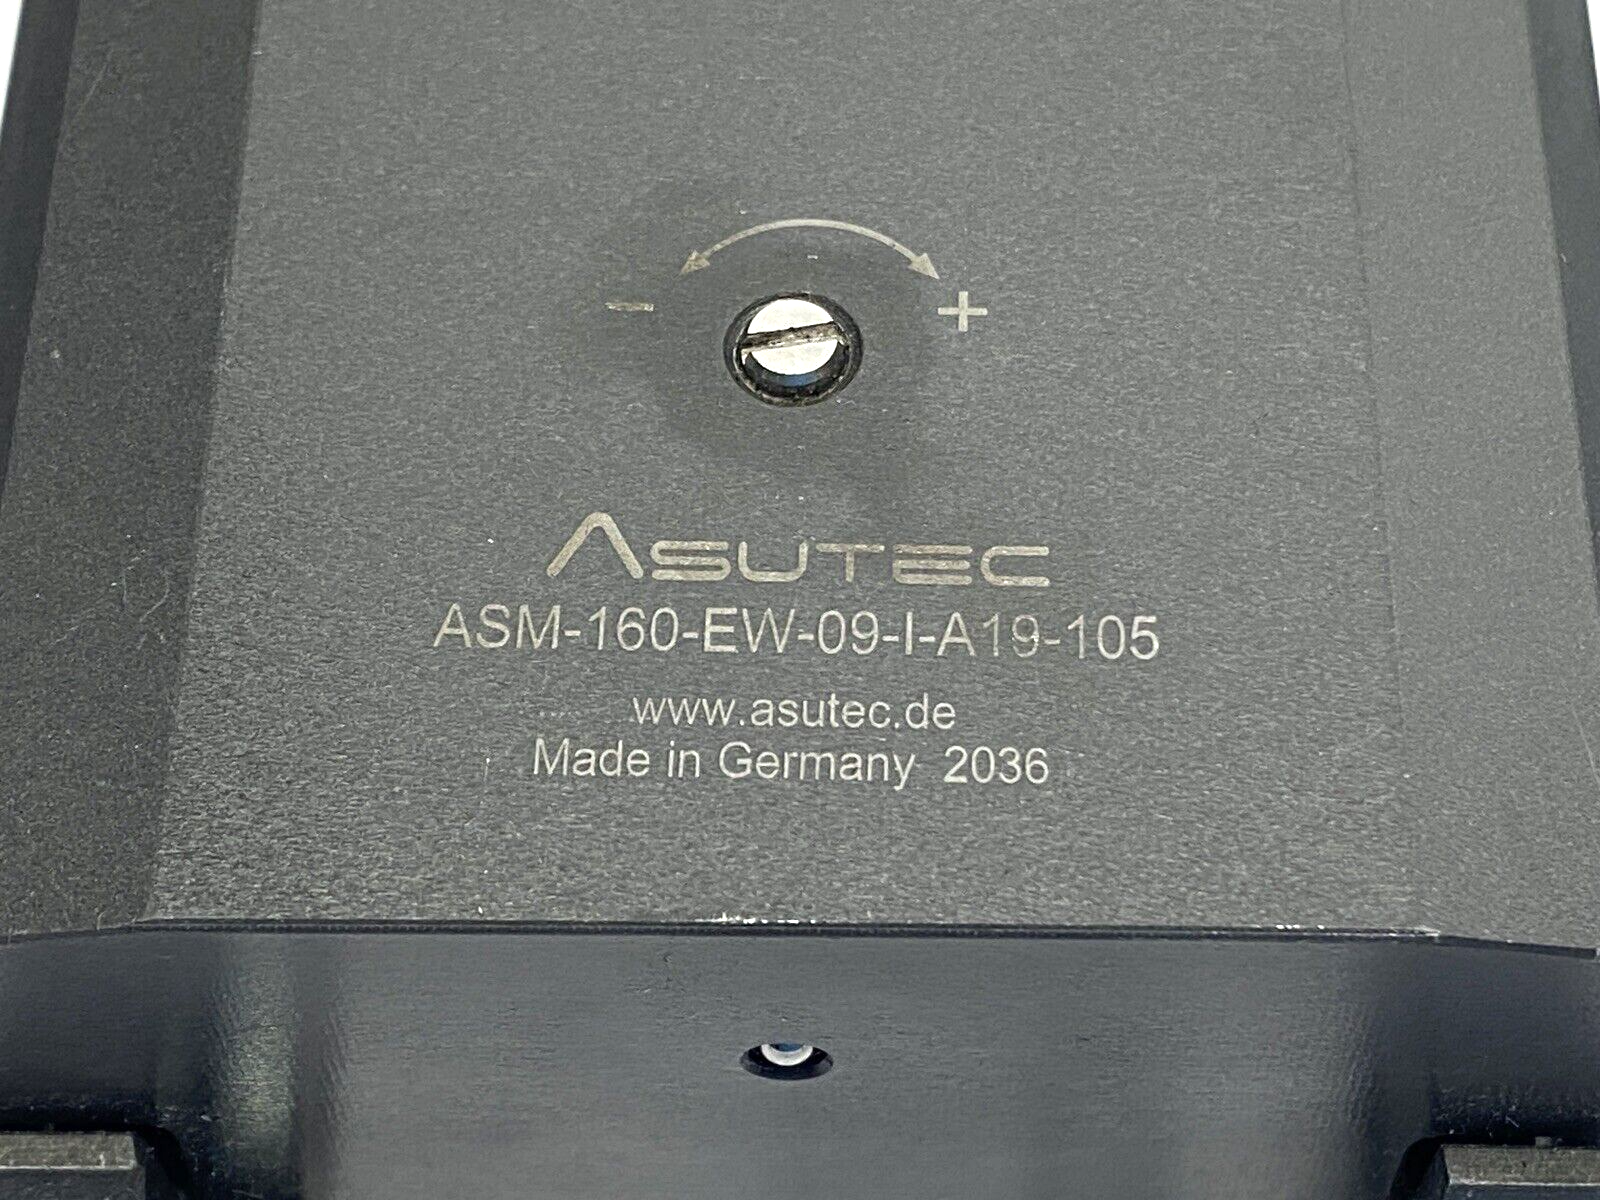 - +
ASUTEC
ASM-160-EW-09-I-A19-105
www.asutec.de
Made in Germany 2036